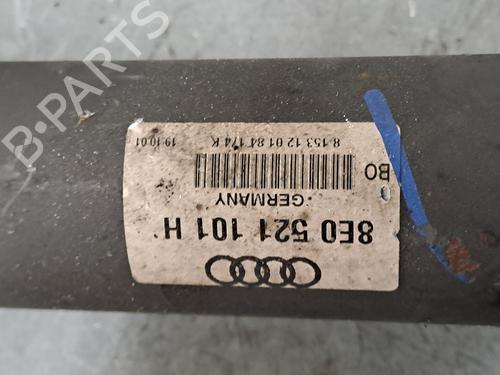 8E0 521 101 H
GERMANY
BO
8 153 12 01 84 174 K
19 10 01
B-PARTS